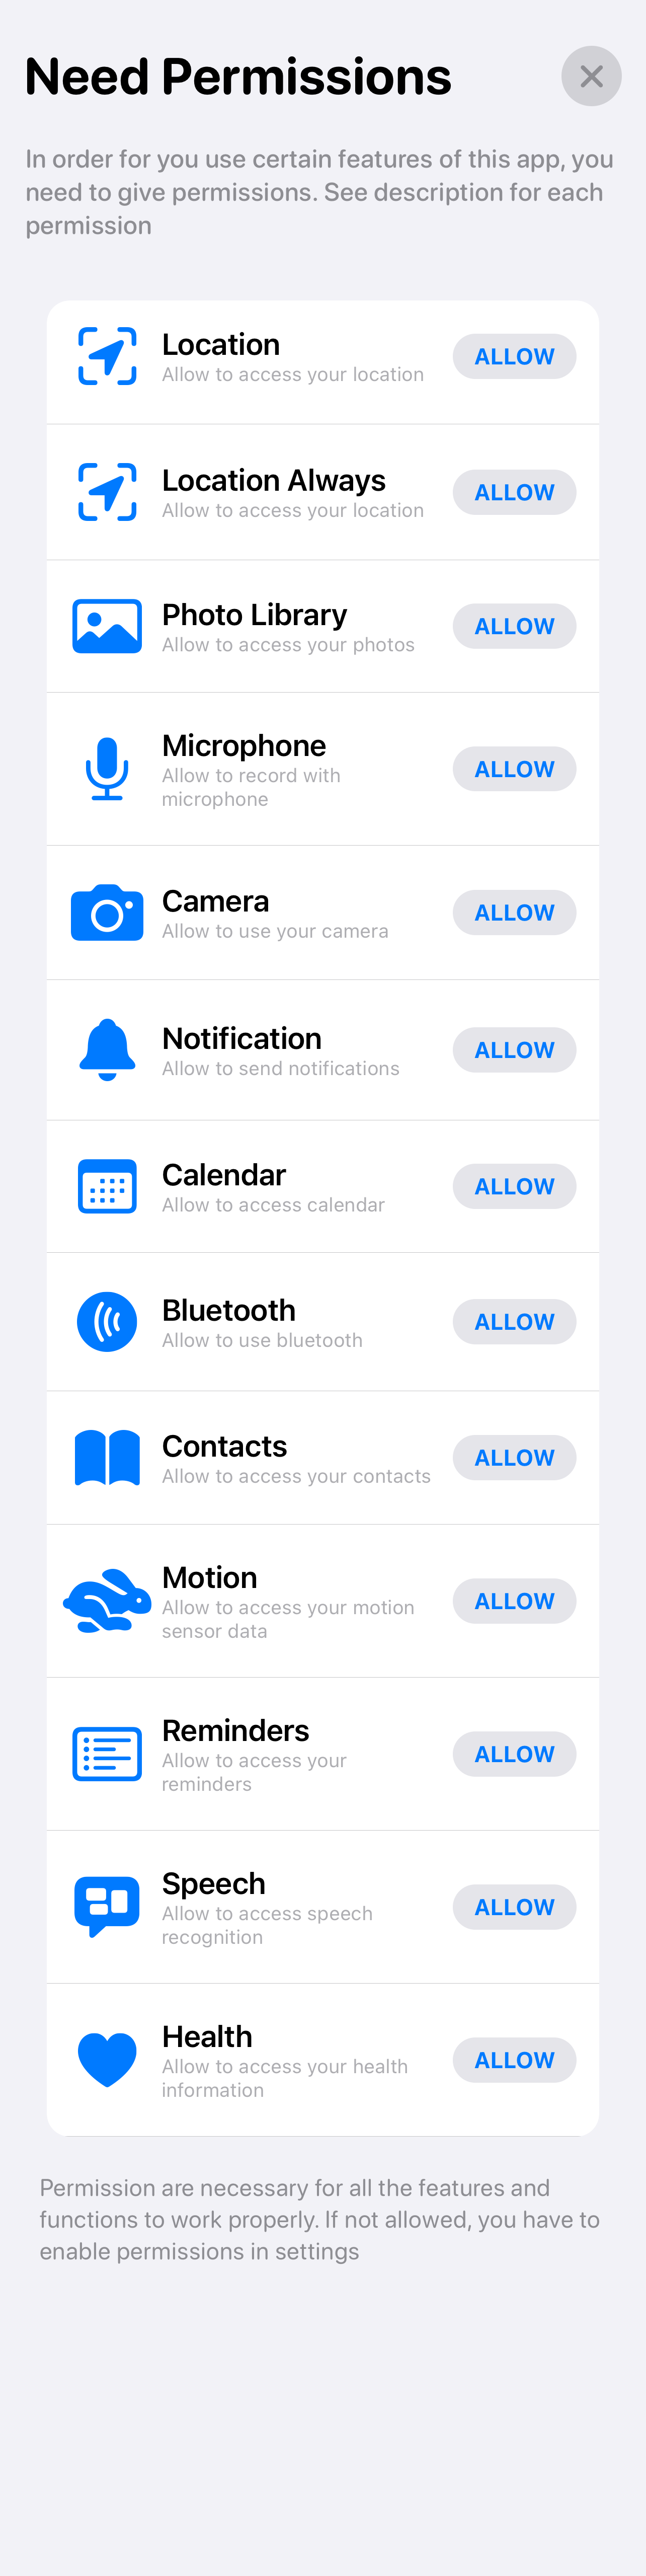 Need Permissions
In order for you use certain features of this app, you
need to give permissions. See description for each
permission
Location
Allow to access your location
ALLOW
Location Always
Allow to access your location
ALLOW
Photo Library
Allow to access your photos
ALLOW
Microphone
Allow to record with
microphone
ALLOW
Camera
Allow to use your camera
ALLOW
Notification
Allow to send notifications
ALLOW
Calendar
Allow to access calendar
ALLOW
Bluetooth
Allow to use bluetooth
ALLOW
Contacts
Allow to access your contacts
ALLOW
Motion
Allow to access your motion
sensor data
ALLOW
Reminders
Allow to access your
reminders
ALLOW
Speech
Allow to access speech
recognition
ALLOW
Health
Allow to access your health
information
ALLOW
Permission are necessary for all the features and
functions to work properly. If not allowed, you have to
enable permissions in settings